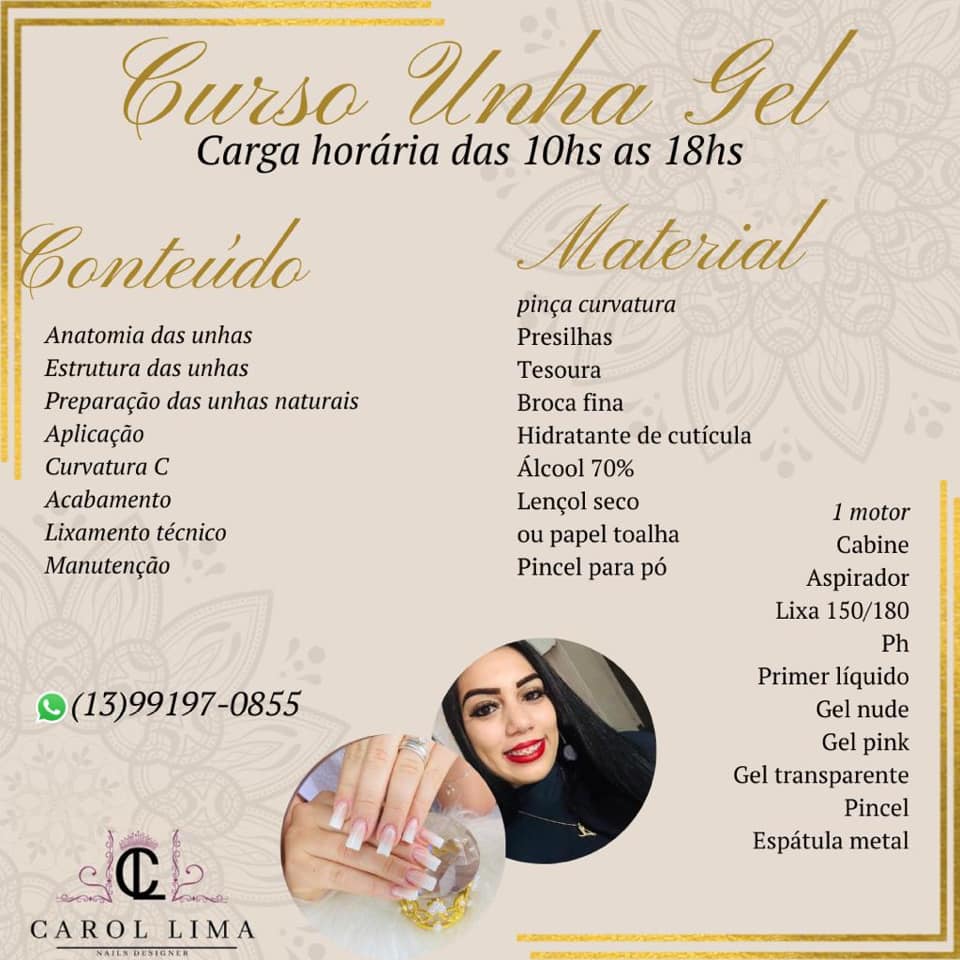 Curso Unha Gel
Carga horária das 10hs as 18hs
Conteúdo
Anatomia das unhas
Estrutura das unhas
Preparação das unhas naturais
Aplicação
Curvatura C
Acabamento
Lixamento técnico
Manutenção
Material
pinça curvatura
Presilhas
Tesoura
Broca fina
Hidratante de cutícula
Álcool 70%
Lençol seco
ou papel toalha
Pincel para pó
1 motor
Cabine
Aspirador
Lixa 150/180
Ph
Primer líquido
Gel nude
Gel pink
Gel transparente
Pincel
Espátula metal
(13)99197-0855
CL
CAROL LIMA
NAILS DESIGNER